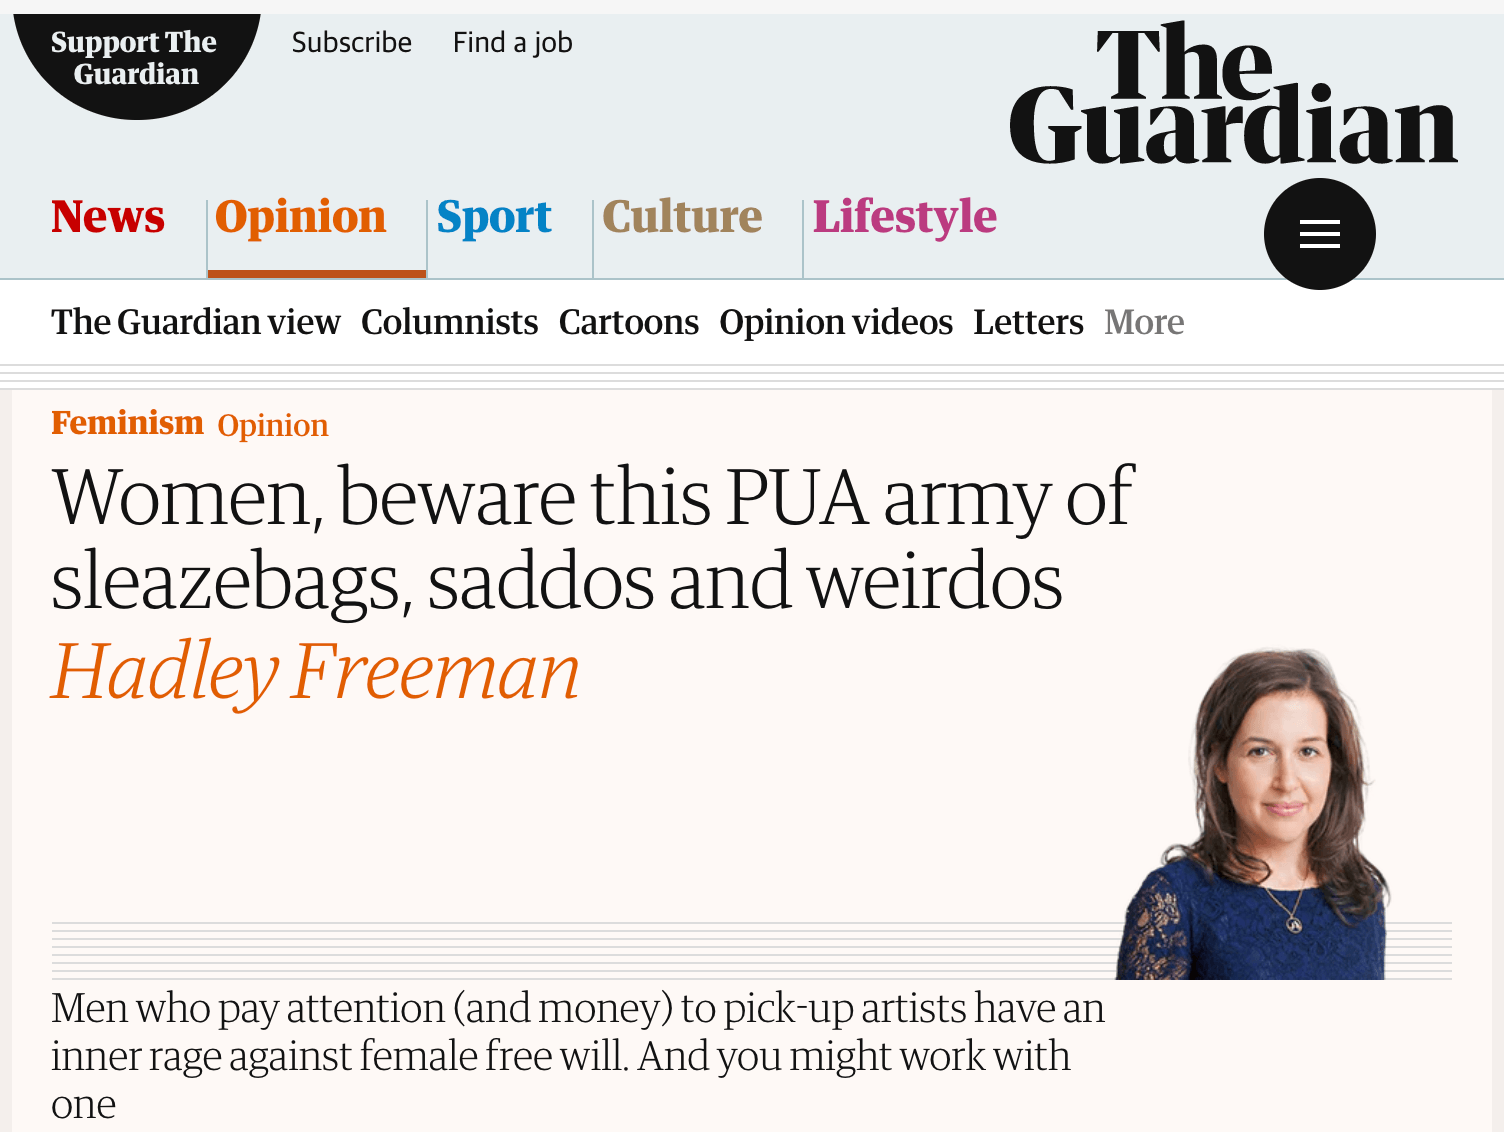 Support The
Guardian
Subscribe
Find a job
The
Guardian
News
Opinion
Sport
Culture
Lifestyle
The Guardian view
Columnists
Cartoons
Opinion videos
Letters
More
Feminism
Opinion
Women, beware this PUA army of
sleazebags, saddos and weirdos
Hadley Freeman
Men who pay attention (and money) to pick-up artists have an
inner rage against female free will. And you might work with
one